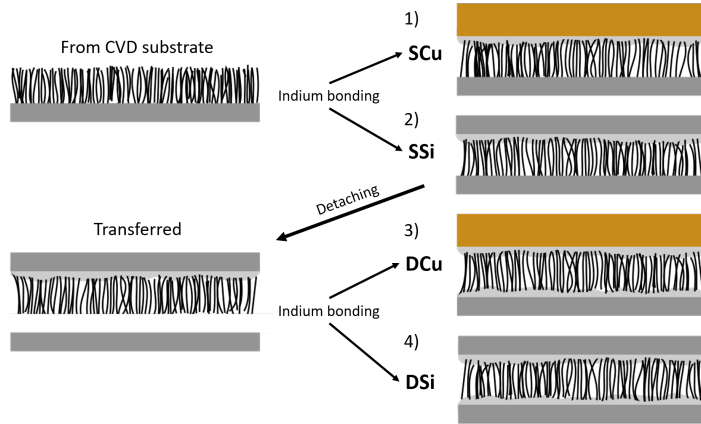 From CVD substrate
Indium bonding
1)
SCu
2)
SSi
Detaching
Transferred
Indium bonding
3)
DCu
4)
DSi